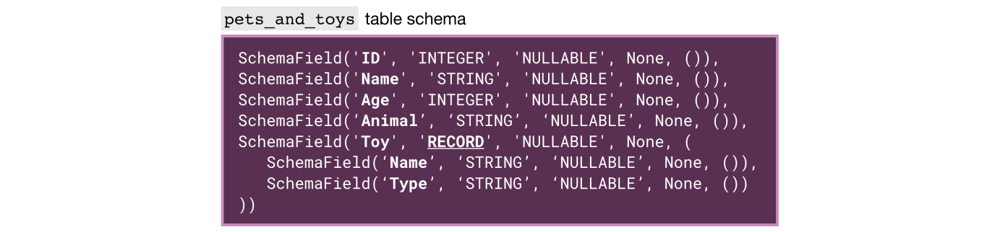 pets_and_toys table schema
SchemaField('ID', 'INTEGER', 'NULLABLE', None, ()),
SchemaField('Name', 'STRING', 'NULLABLE', None, ()),
SchemaField('Age', 'INTEGER', 'NULLABLE', None, ()),
SchemaField(‘Animal’, ‘STRING’, ‘NULLABLE’, None, ()),
SchemaField('Toy', 'RECORD', 'NULLABLE', None, (
   SchemaField(‘Name’, ‘STRING’, ‘NULLABLE’, None, ()),
   SchemaField(‘Type’, ‘STRING’, ‘NULLABLE’, None, ())
))